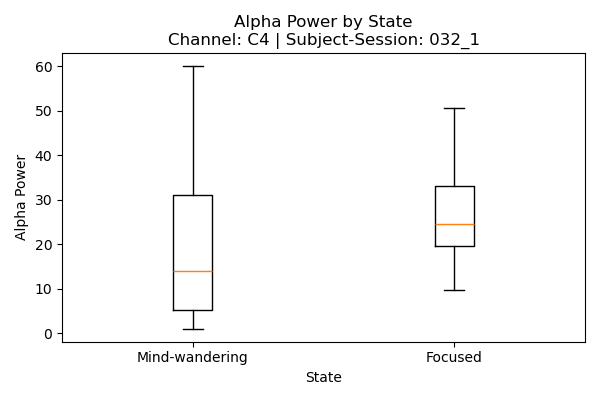 Alpha Power by State
Channel: C4 | Subject-Session: 032_1
Alpha Power
60
50
40
30
20
10
0
Mind-wandering
Focused
State